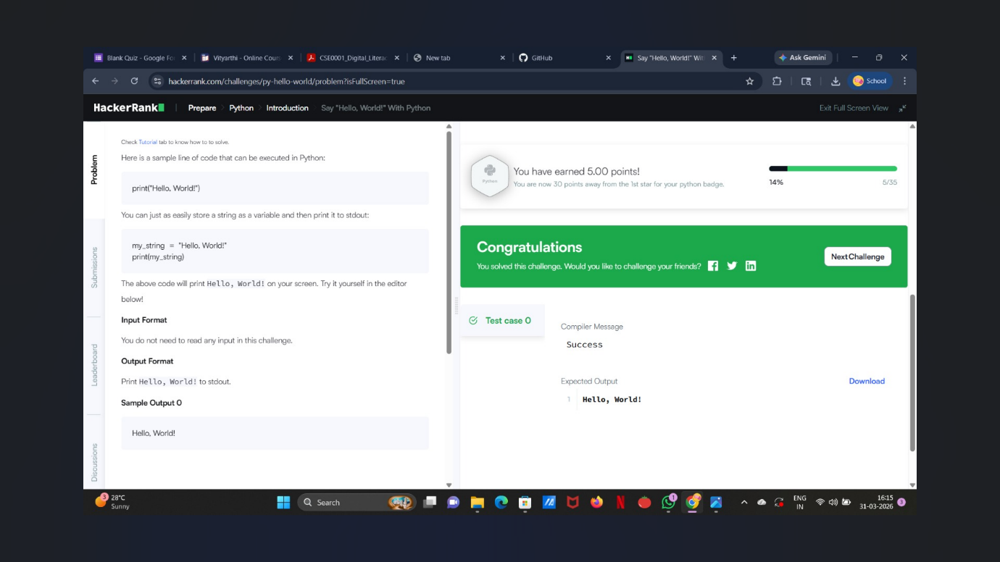 Blank Quiz - Google Fo
Vityarthi - Online Cours
CSE0001_Digital_Literac
New tab
GitHub
Say "Hello, World!" Wit
Ask Gemini
hackerrank.com/challenges/py-hello-world/problem?isFullScreen=true
School
HackerRank
Prepare
Python
Introduction
Say "Hello, World!" With Python
Exit Full Screen View
Problem
Submissions
Leaderboard
Discussions
Check Tutorial tab to know how to to solve.
Here is a sample line of code that can be executed in Python:
print("Hello, World!")
You can just as easily store a string as a variable and then print it to stdout:
my_string = "Hello, World!"
print(my_string)
The above code will print Hello, World! on your screen. Try it yourself in the editor
below!
Input Format
You do not need to read any input in this challenge.
Output Format
Print Hello, World! to stdout.
Sample Output 0
Hello, World!
Python
You have earned 5.00 points!
You are now 30 points away from the 1st star for your python badge.
14%
5/35
Congratulations
You solved this challenge. Would you like to challenge your friends?
Next Challenge
Test case 0
Compiler Message
Success
Expected Output
Download
1 Hello, World!
3
28°C
Sunny
Search
1
ENG
IN
16:15
31-03-2026
3